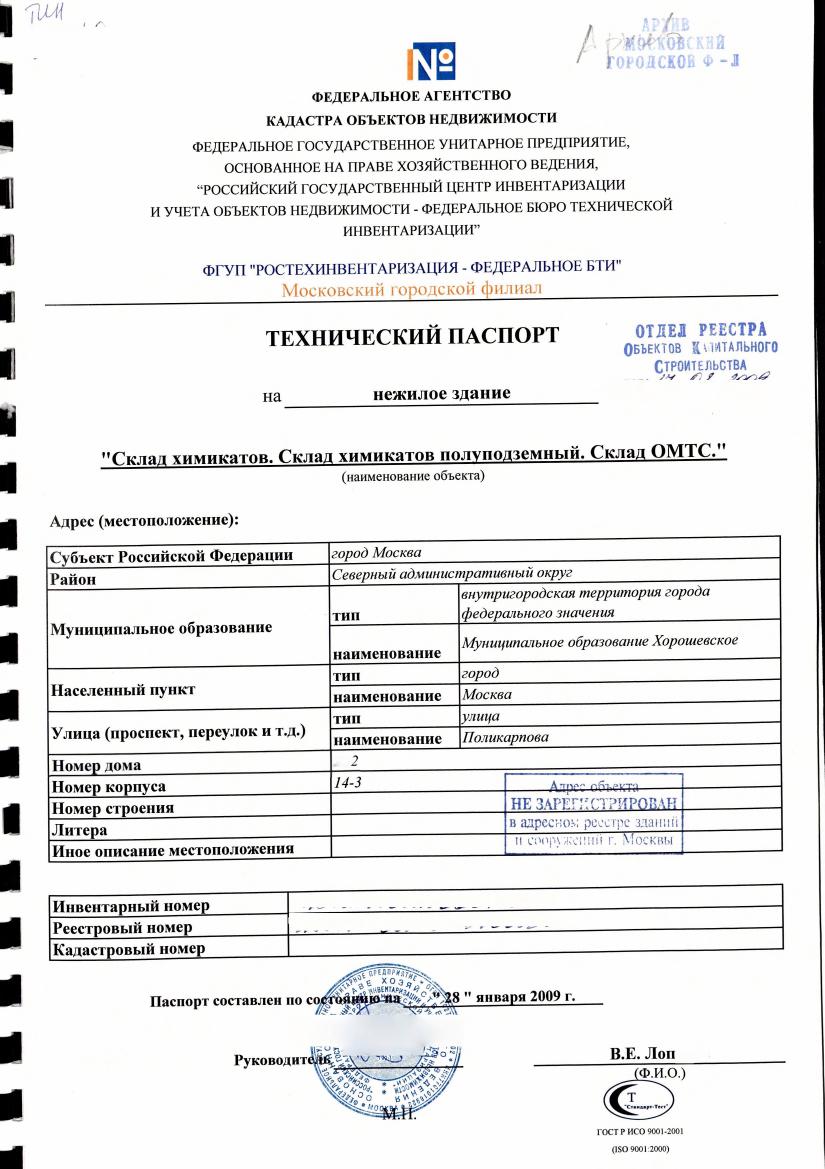 ПИН
Архив
АРХИВ
МОСКОВСКИЙ
ГОРОДСКОЙ Ф-Л
№
ФЕДЕРАЛЬНОЕ АГЕНТСТВО
КАДАСТРА ОБЪЕКТОВ НЕДВИЖИМОСТИ
ФЕДЕРАЛЬНОЕ ГОСУДАРСТВЕННОЕ УНИТАРНОЕ ПРЕДПРИЯТИЕ,
ОСНОВАННОЕ НА ПРАВЕ ХОЗЯЙСТВЕННОГО ВЕДЕНИЯ,
“РОССИЙСКИЙ ГОСУДАРСТВЕННЫЙ ЦЕНТР ИНВЕНТАРИЗАЦИИ
И УЧЕТА ОБЪЕКТОВ НЕДВИЖИМОСТИ - ФЕДЕРАЛЬНОЕ БЮРО ТЕХНИЧЕСКОЙ
ИНВЕНТАРИЗАЦИИ”
ФГУП "РОСТЕХИНВЕНТАРИЗАЦИЯ - ФЕДЕРАЛЬНОЕ БТИ"
Московский городской филиал
ТЕХНИЧЕСКИЙ ПАСПОРТ
ОТДЕЛ РЕЕСТРА
ОБЪЕКТОВ КАПИТАЛЬНОГО
СТРОИТЕЛЬСТВА
на нежилое здание
"Склад химикатов. Склад химикатов полуподземный. Склад ОМТС."
(наименование объекта)
Адрес (местоположение):
Субъект Российской Федерации город Москва
Район Северный административный округ
Муниципальное образование
тип внутригородская территория города федерального значения
наименование Муниципальное образование Хорошевское
Населенный пункт
тип город
наименование Москва
Улица (проспект, переулок и т.д.)
тип улица
наименование Поликарпова
Номер дома 2
Номер корпуса 14-3
Номер строения
Литера
Иное описание местоположения
Адрес объекта
НЕ ЗАРЕГИСТРИРОВАН
в адресном реестре зданий
и сооружений г. Москвы
Инвентарный номер
Реестровый номер
Кадастровый номер
Паспорт составлен по состоянию на " 28 " января 2009 г.
Руководитель
В.Е. Лоп
(Ф.И.О.)
М.П.
Т
"Стандарт-Тест"
ГОСТ Р ИСО 9001-2001
(ISO 9001:2000)